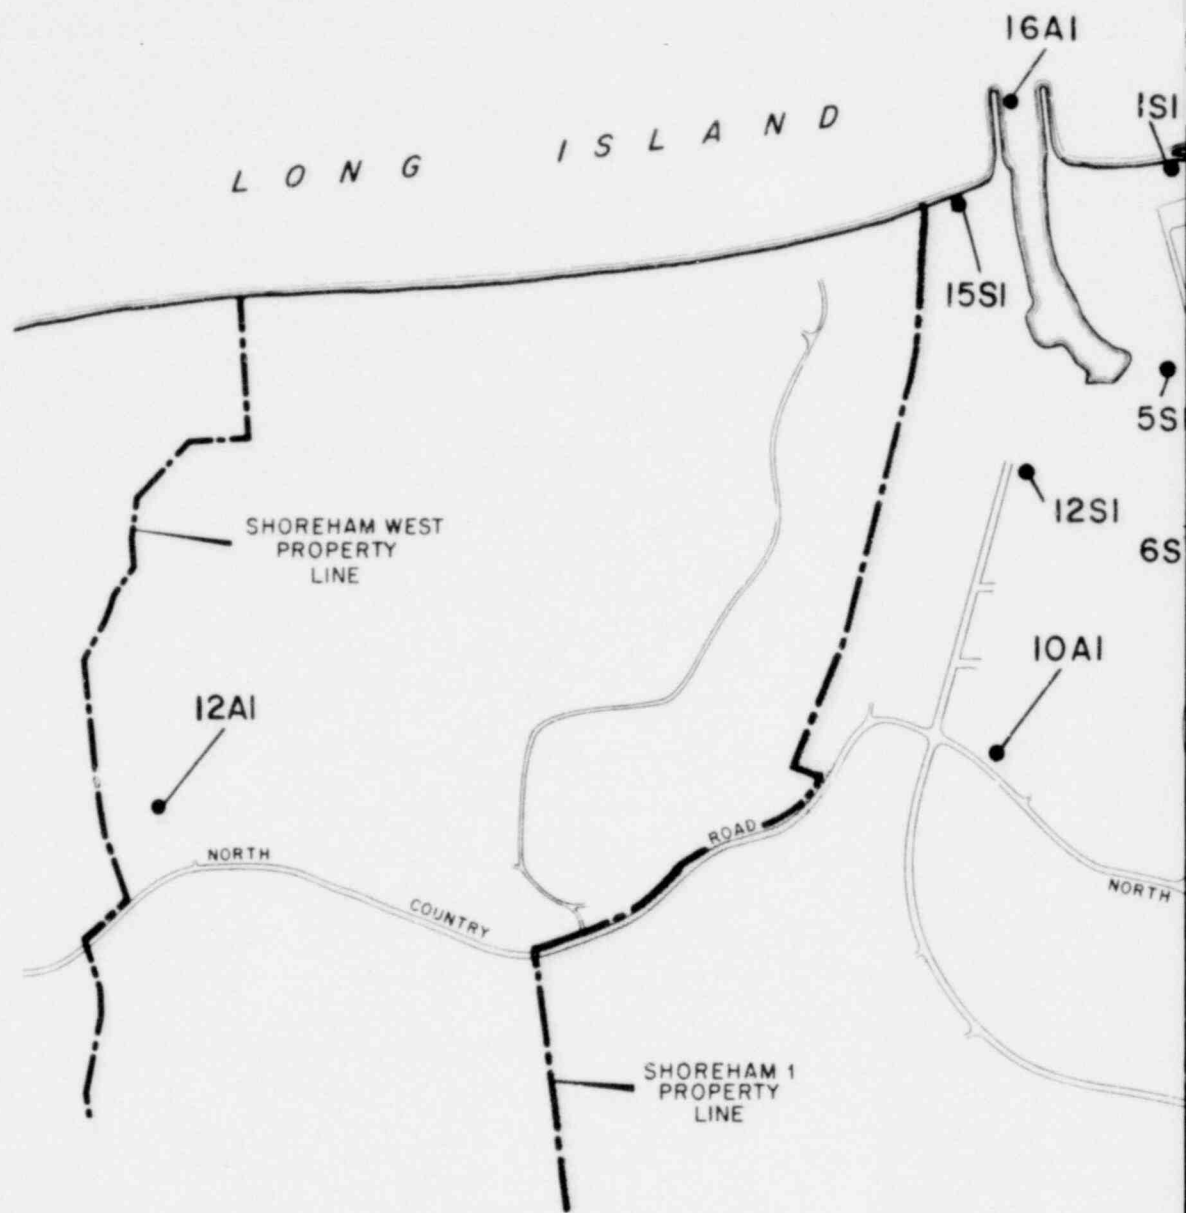 16A1
1S1
LONG ISLAND
15S1
5S1
SHOREHAM WEST
PROPERTY
LINE
12S1
6S
10A1
12A1
NORTH
COUNTRY
ROAD
NORTH
SHOREHAM 1
PROPERTY
LINE